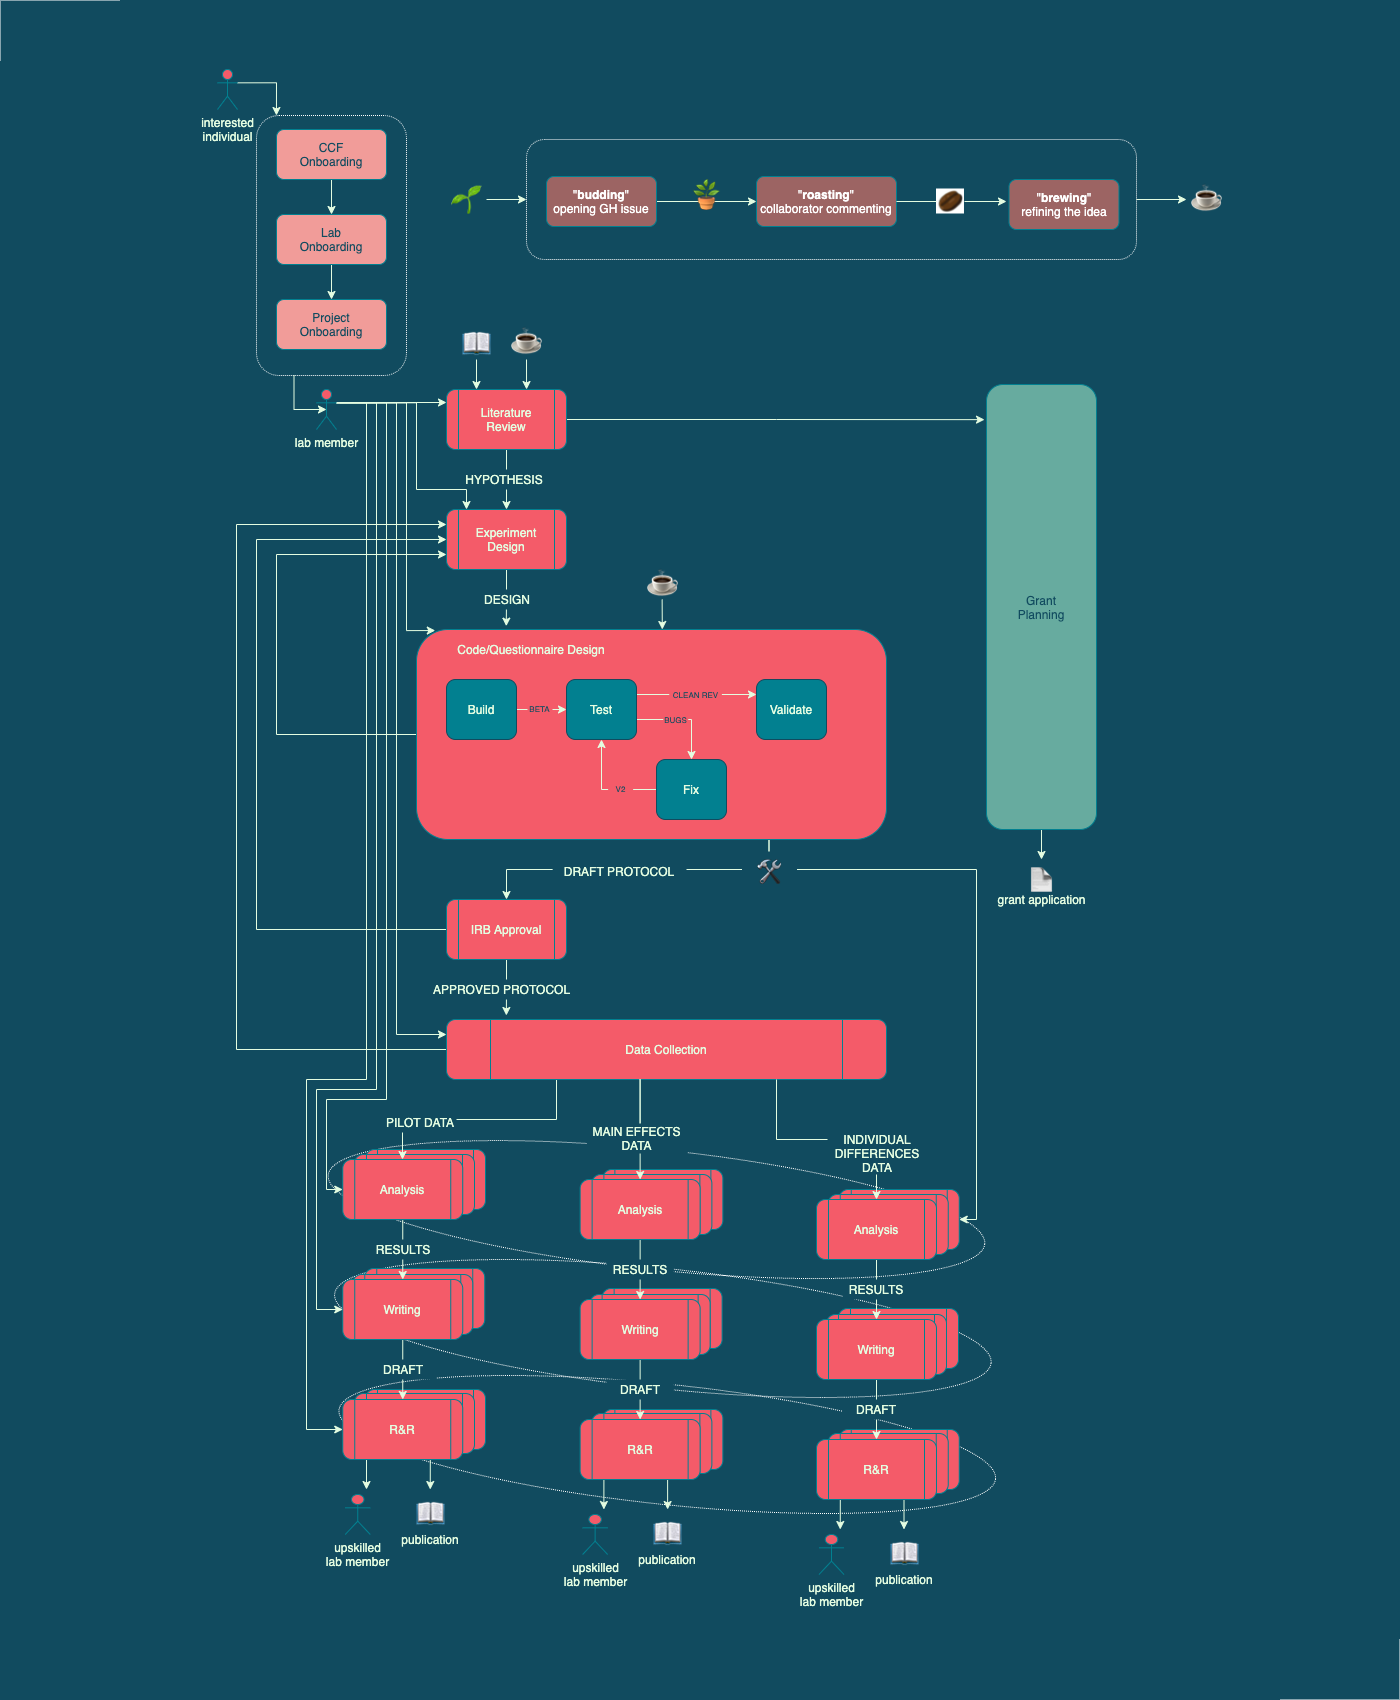 interested
individual
CCF
Onboarding
Lab
Onboarding
Project
Onboarding
"budding"
opening GH issue
"roasting"
collaborator commenting
"brewing"
refining the idea
lab member
Literature
Review
HYPOTHESIS
Experiment
Design
DESIGN
Grant
Planning
Code/Questionnaire Design
Build
BETA
Test
CLEAN REV
BUGS
Validate
V2
Fix
DRAFT PROTOCOL
grant application
IRB Approval
APPROVED PROTOCOL
Data Collection
PILOT DATA
MAIN EFFECTS
DATA
INDIVIDUAL
DIFFERENCES
DATA
Analysis
Analysis
Analysis
RESULTS
RESULTS
RESULTS
Writing
Writing
Writing
DRAFT
DRAFT
DRAFT
R&R
R&R
R&R
upskilled
lab member
publication
upskilled
lab member
publication
upskilled
lab member
publication